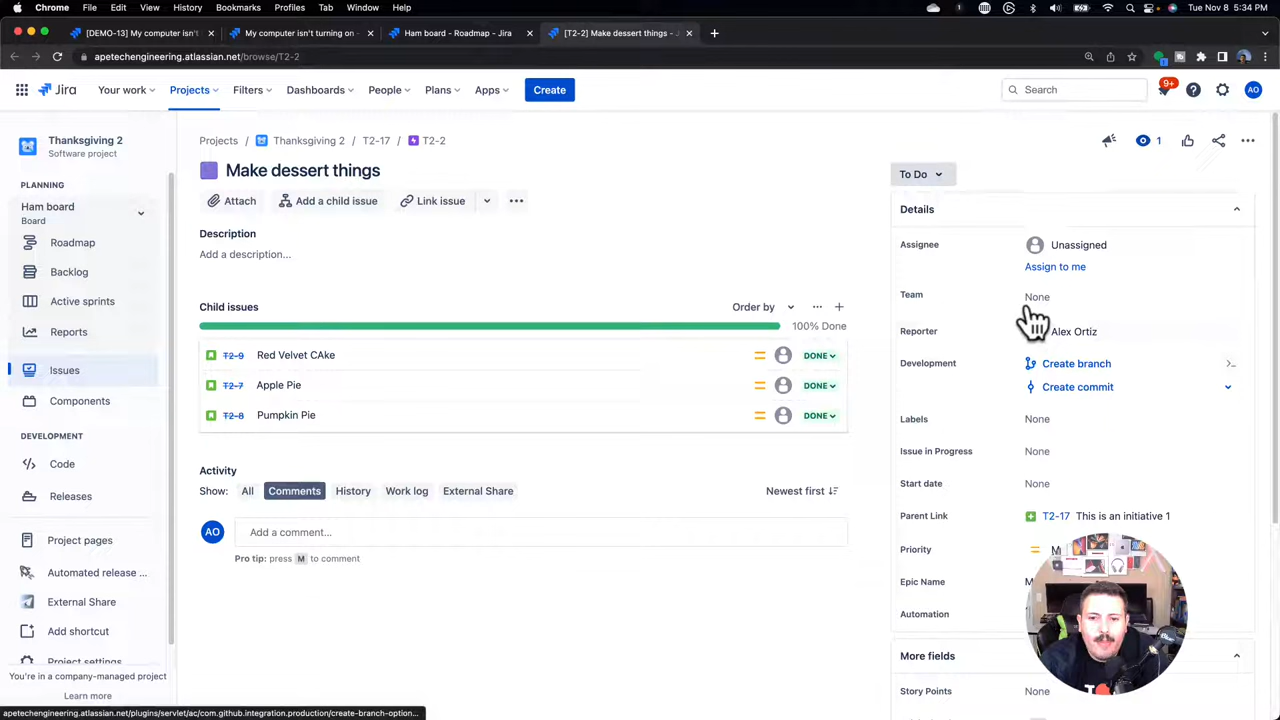 Chrome File Edit View History Bookmarks Profiles Tab Window Help Tue Nov 8 5:34 PM
[DEMO-13] My computer isn't My computer isn't turning on - Ham board - Roadmap - Jira [T2-2] Make dessert things - J
apetechengineering.atlassian.net/browse/T2-2
Jira Your work Projects Filters Dashboards People Plans Apps Create Search 9+ AO
Thanksgiving 2
Software project
PLANNING
Ham board
Board
Roadmap
Backlog
Active sprints
Reports
Issues
Components
DEVELOPMENT
Code
Releases
Project pages
Automated release ...
External Share
Add shortcut
Project settings
You're in a company-managed project
Learn more
apetechengineering.atlassian.net/plugins/servlet/ac/com.github.integration.production/create-branch-option...
Projects / Thanksgiving 2 / T2-17 / T2-2
1
Make dessert things
Attach Add a child issue Link issue
Description
Add a description...
Child issues Order by
100% Done
T2-9 Red Velvet CAke DONE
T2-7 Apple Pie DONE
T2-8 Pumpkin Pie DONE
Activity
Show: All Comments History Work log External Share Newest first
AO Add a comment...
Pro tip: press M to comment
To Do
Details
Assignee Unassigned
Assign to me
Team None
Reporter Alex Ortiz
Development Create branch
Create commit
Labels None
Issue in Progress None
Start date None
Parent Link T2-17 This is an initiative 1
Priority
Epic Name
Automation
More fields
Story Points None